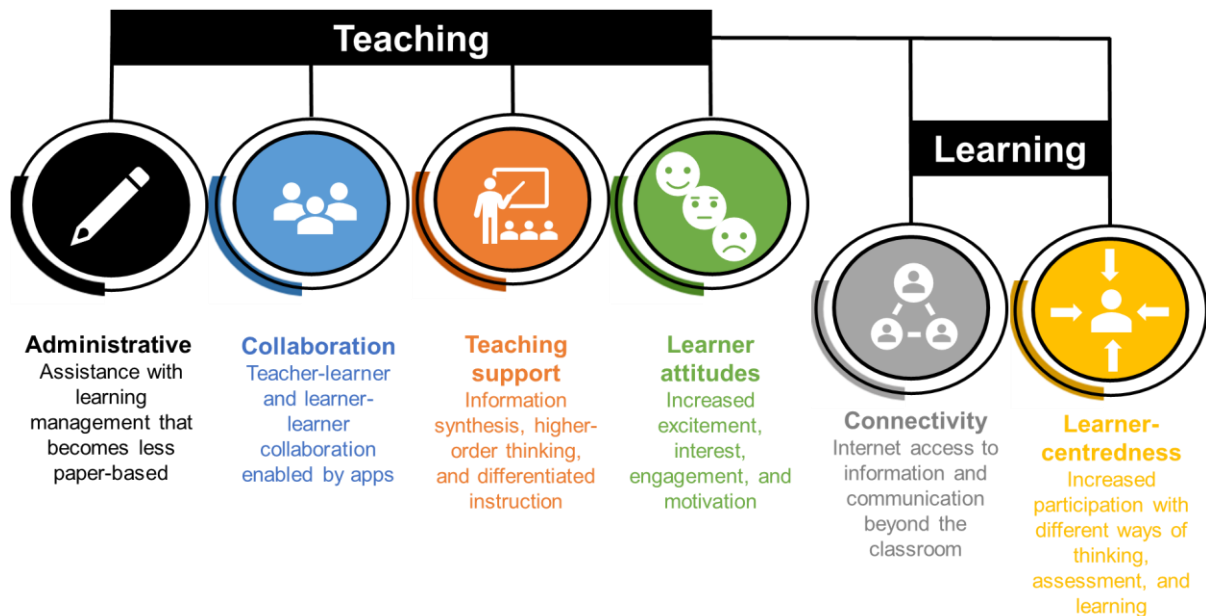 Teaching
Learning
Administrative
Assistance with
learning
management that
becomes less
paper-based
Collaboration
Teacher-learner
and learner-
learner
collaboration
enabled by apps
Teaching
support
Information
synthesis, higher-
order thinking,
and differentiated
instruction
Learner
attitudes
Increased
excitement,
interest,
engagement, and
motivation
Connectivity
Internet access to
information and
communication
beyond the
classroom
Learner-
centredness
Increased
participation with
different ways of
thinking,
assessment, and
learning